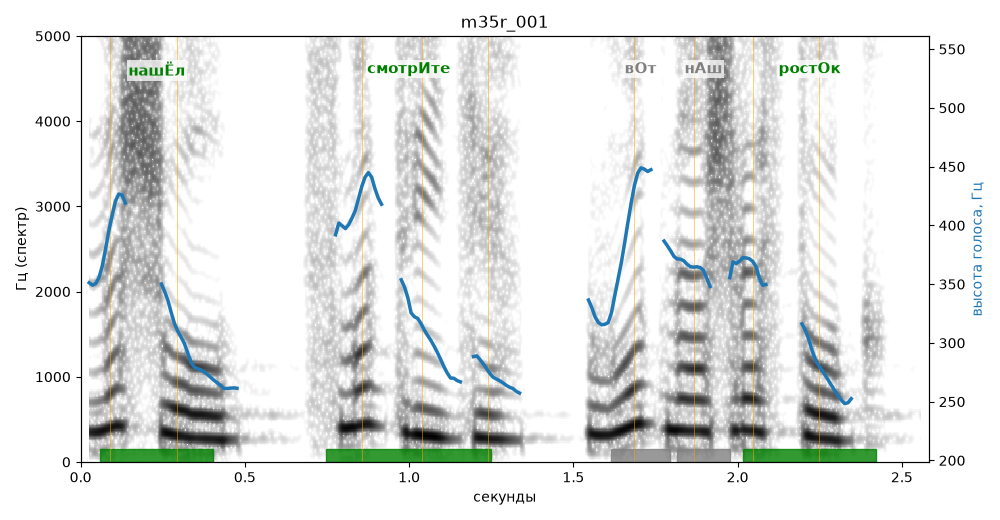 m35r_001
нашЁл
смотрИте
вОт
нАш
ростОк
5000
4000
3000
2000
1000
0
Гц (спектр)
550
500
450
400
350
300
250
200
высота голоса, Гц
0.0 0.5 1.0 1.5 2.0 2.5
секунды